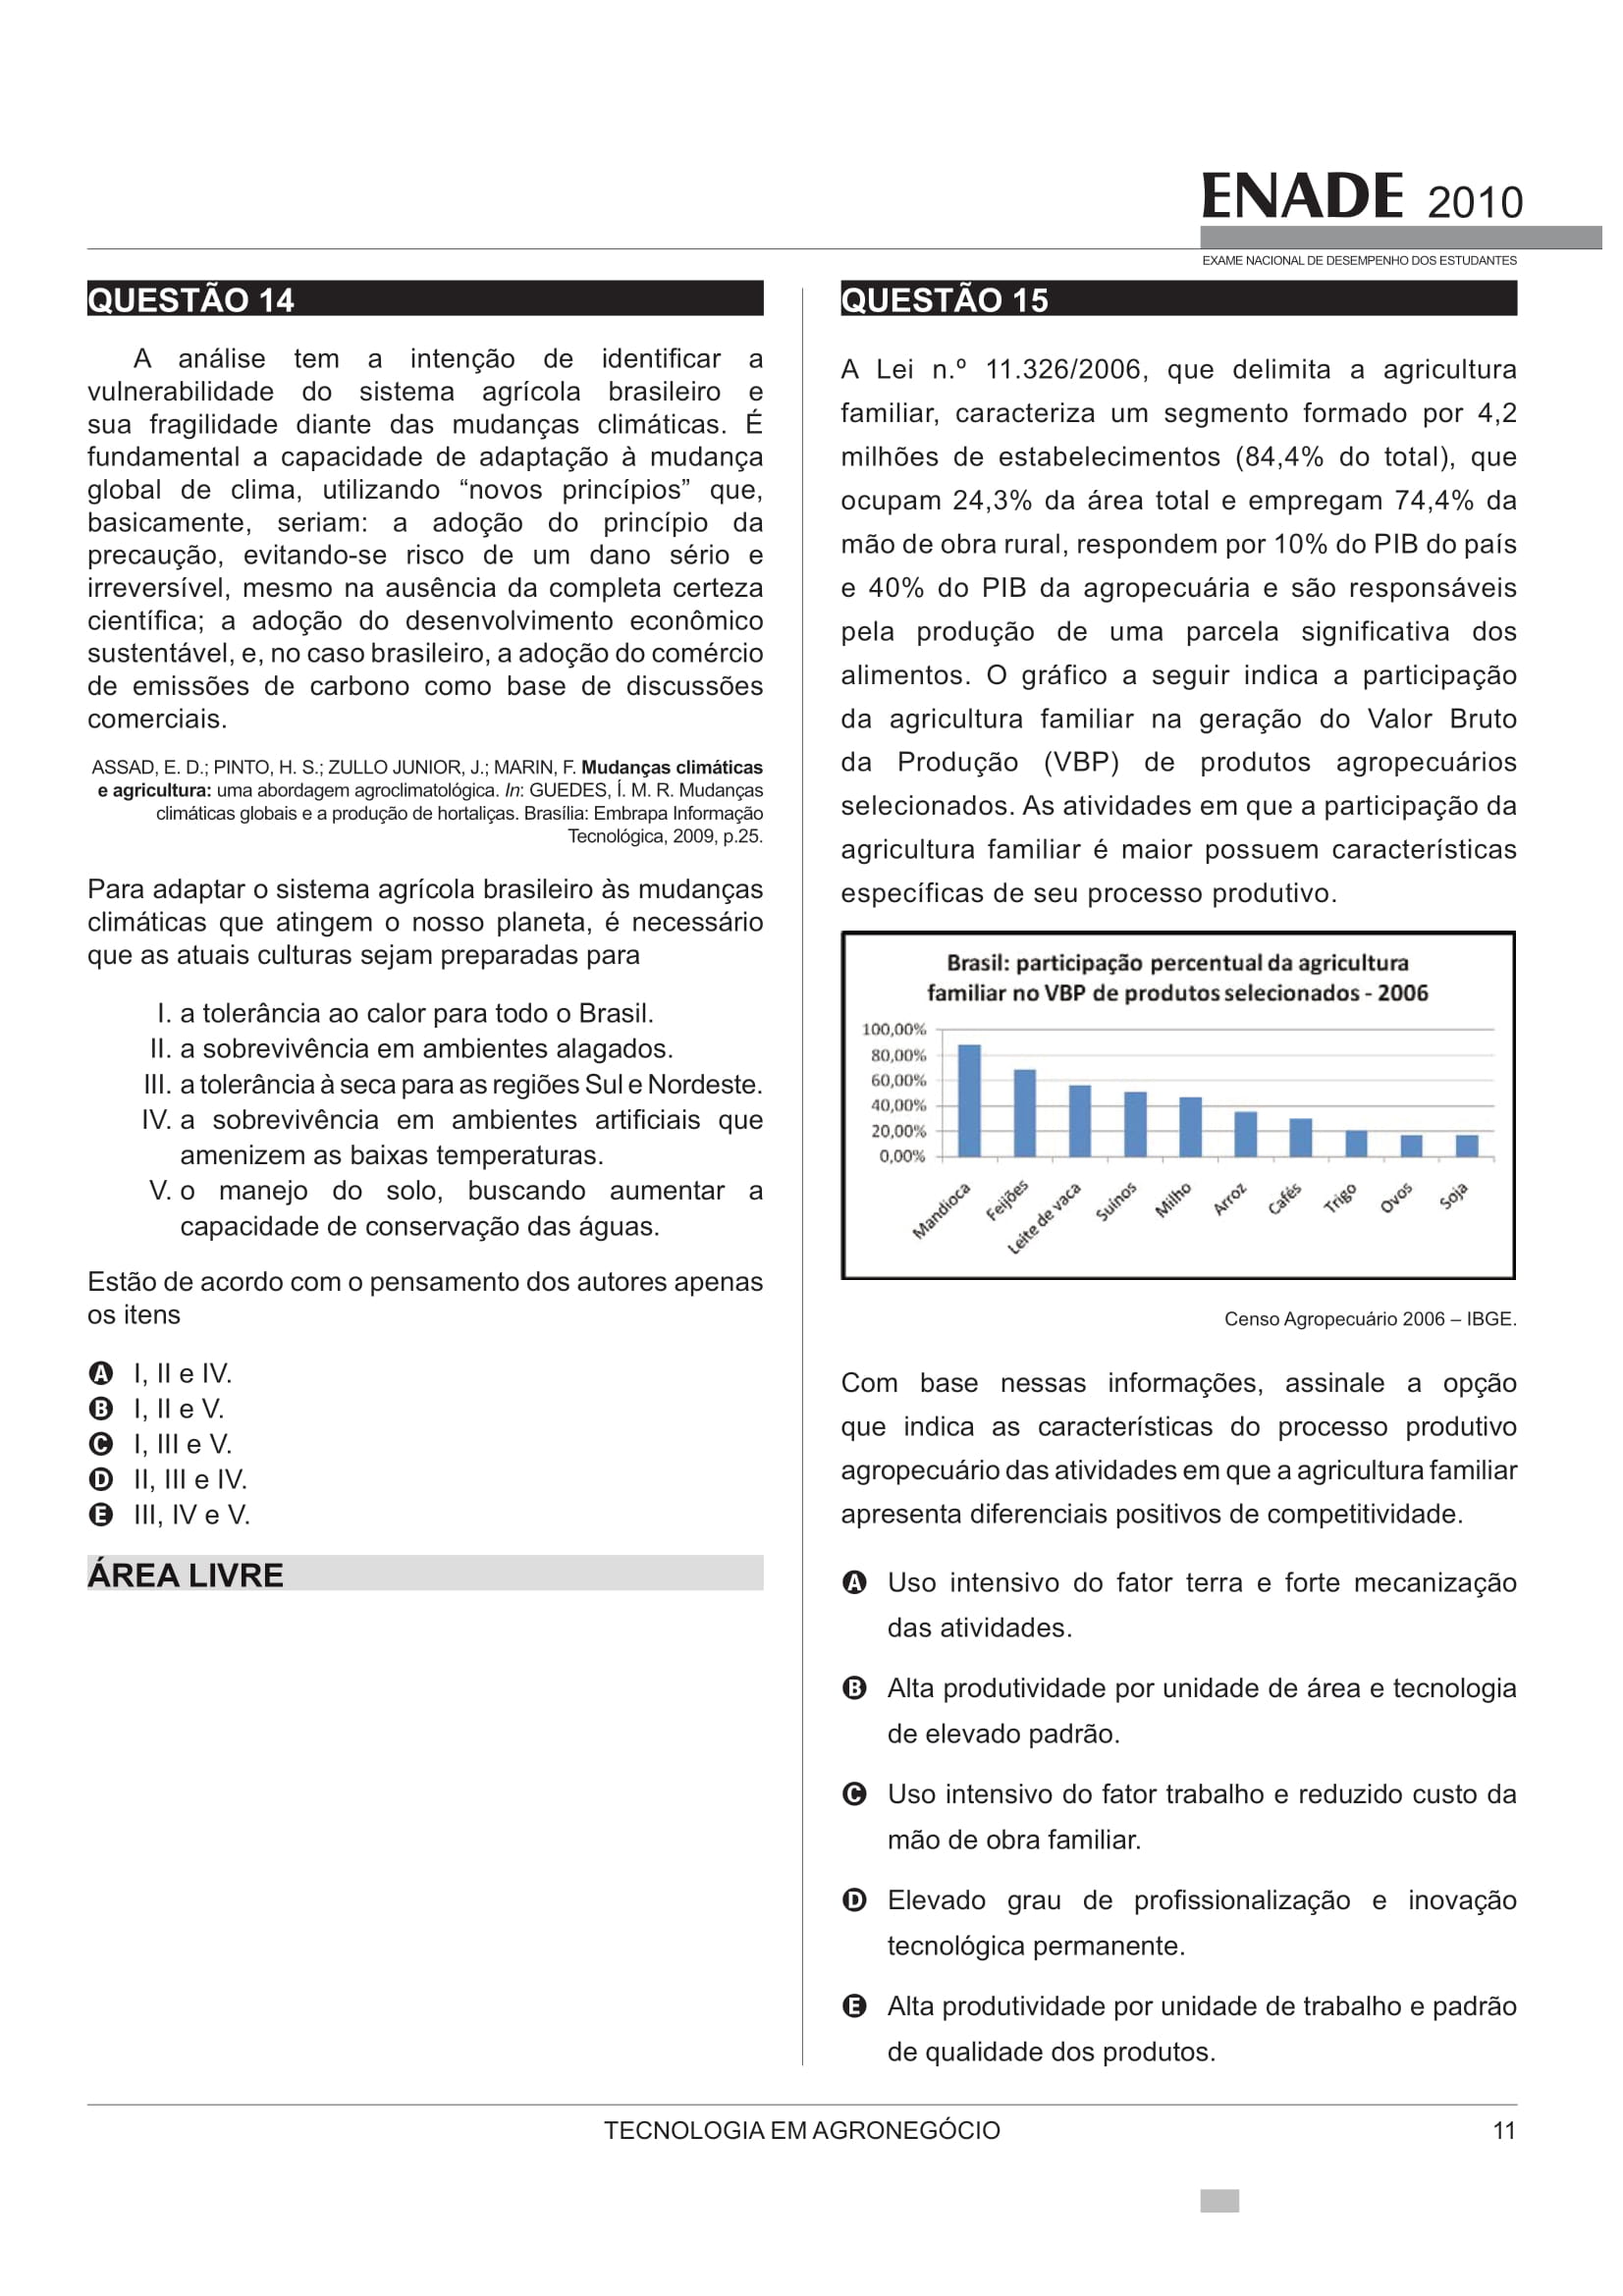 ENADE 2010
EXAME NACIONAL DE DESEMPENHO DOS ESTUDANTES
QUESTÃO 14
A análise tem a intenção de identificar a
vulnerabilidade do sistema agrícola brasileiro e
sua fragilidade diante das mudanças climáticas. É
fundamental a capacidade de adaptação à mudança
global de clima, utilizando “novos princípios” que,
basicamente, seriam: a adoção do princípio da
precaução, evitando-se risco de um dano sério e
irreversível, mesmo na ausência da completa certeza
científica; a adoção do desenvolvimento econômico
sustentável, e, no caso brasileiro, a adoção do comércio
de emissões de carbono como base de discussões
comerciais.
ASSAD, E. D.; PINTO, H. S.; ZULLO JUNIOR, J.; MARIN, F. Mudanças climáticas
e agricultura: uma abordagem agroclimatológica. In: GUEDES, Í. M. R. Mudanças
climáticas globais e a produção de hortaliças. Brasília: Embrapa Informação
Tecnológica, 2009, p.25.
Para adaptar o sistema agrícola brasileiro às mudanças
climáticas que atingem o nosso planeta, é necessário
que as atuais culturas sejam preparadas para
I. a tolerância ao calor para todo o Brasil.
II. a sobrevivência em ambientes alagados.
III. a tolerância à seca para as regiões Sul e Nordeste.
IV. a sobrevivência em ambientes artificiais que
amenizem as baixas temperaturas.
V. o manejo do solo, buscando aumentar a
capacidade de conservação das águas.
Estão de acordo com o pensamento dos autores apenas
os itens
A I, II e IV.
B I, II e V.
C I, III e V.
D II, III e IV.
E III, IV e V.
ÁREA LIVRE
QUESTÃO 15
A Lei n.º 11.326/2006, que delimita a agricultura
familiar, caracteriza um segmento formado por 4,2
milhões de estabelecimentos (84,4% do total), que
ocupam 24,3% da área total e empregam 74,4% da
mão de obra rural, respondem por 10% do PIB do país
e 40% do PIB da agropecuária e são responsáveis
pela produção de uma parcela significativa dos
alimentos. O gráfico a seguir indica a participação
da agricultura familiar na geração do Valor Bruto
da Produção (VBP) de produtos agropecuários
selecionados. As atividades em que a participação da
agricultura familiar é maior possuem características
específicas de seu processo produtivo.
Brasil: participação percentual da agricultura
familiar no VBP de produtos selecionados - 2006
100,00%
80,00%
60,00%
40,00%
20,00%
0,00%
Mandioca
Feijões
Leite de vaca
Suínos
Milho
Arroz
Cafés
Trigo
Ovos
Soja
Censo Agropecuário 2006 – IBGE.
Com base nessas informações, assinale a opção
que indica as características do processo produtivo
agropecuário das atividades em que a agricultura familiar
apresenta diferenciais positivos de competitividade.
A Uso intensivo do fator terra e forte mecanização
das atividades.
B Alta produtividade por unidade de área e tecnologia
de elevado padrão.
C Uso intensivo do fator trabalho e reduzido custo da
mão de obra familiar.
D Elevado grau de profissionalização e inovação
tecnológica permanente.
E Alta produtividade por unidade de trabalho e padrão
de qualidade dos produtos.
TECNOLOGIA EM AGRONEGÓCIO
11